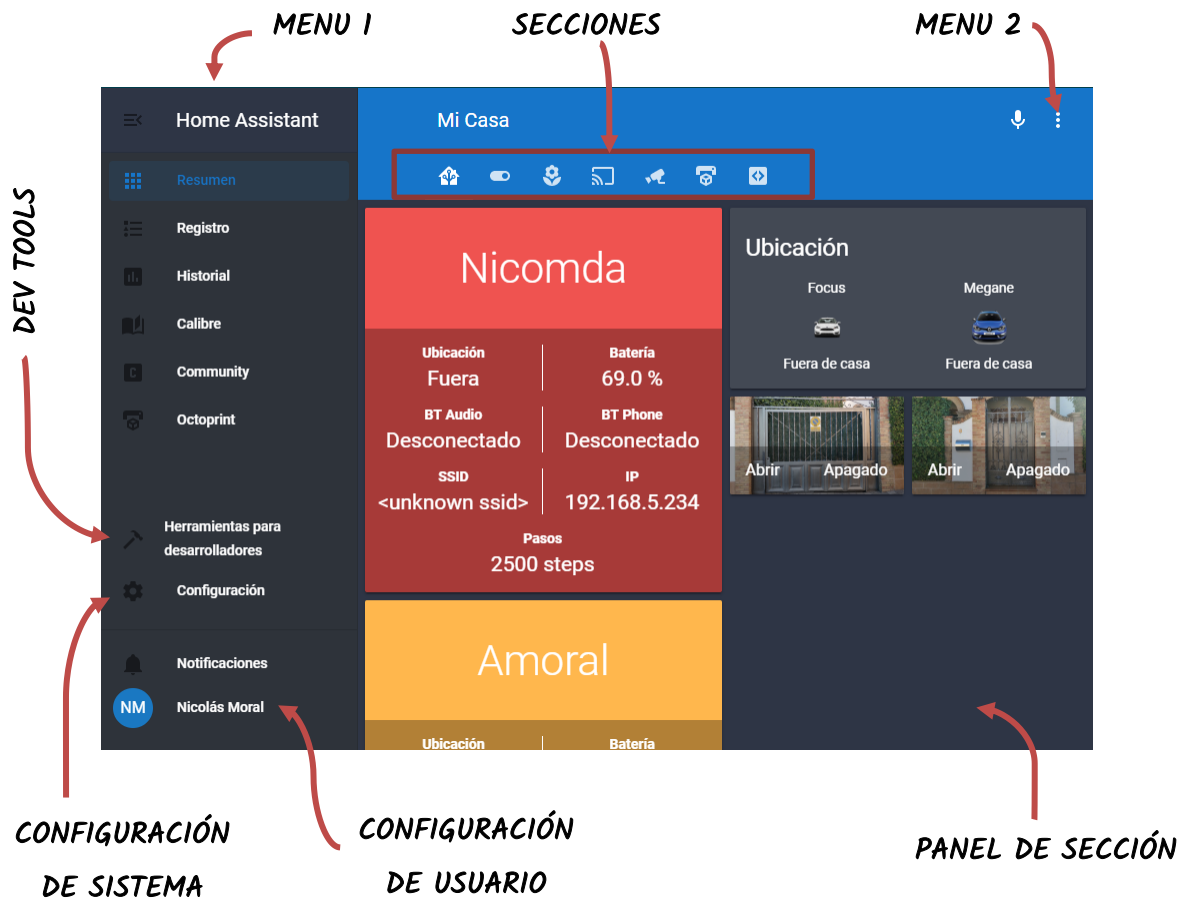 MENU 1
SECCIONES
MENU 2
Home Assistant
Mi Casa
Resumen
Registro
Historial
Calibre
C
Community
Octoprint
Herramientas para
desarrolladores
Configuración
Notificaciones
NM
Nicolás Moral
DEV TOOLS
Nicomda
Ubicación
Batería
Fuera
69.0 %
BT Audio
BT Phone
Desconectado
Desconectado
SSID
IP
<unknown ssid>
192.168.5.234
Pasos
2500 steps
Amoral
Ubicación
Batería
Ubicación
Focus
Megane
Fuera de casa
Fuera de casa
Abrir
Apagado
Abrir
Apagado
CONFIGURACIÓN
DE SISTEMA
CONFIGURACIÓN
DE USUARIO
PANEL DE SECCIÓN